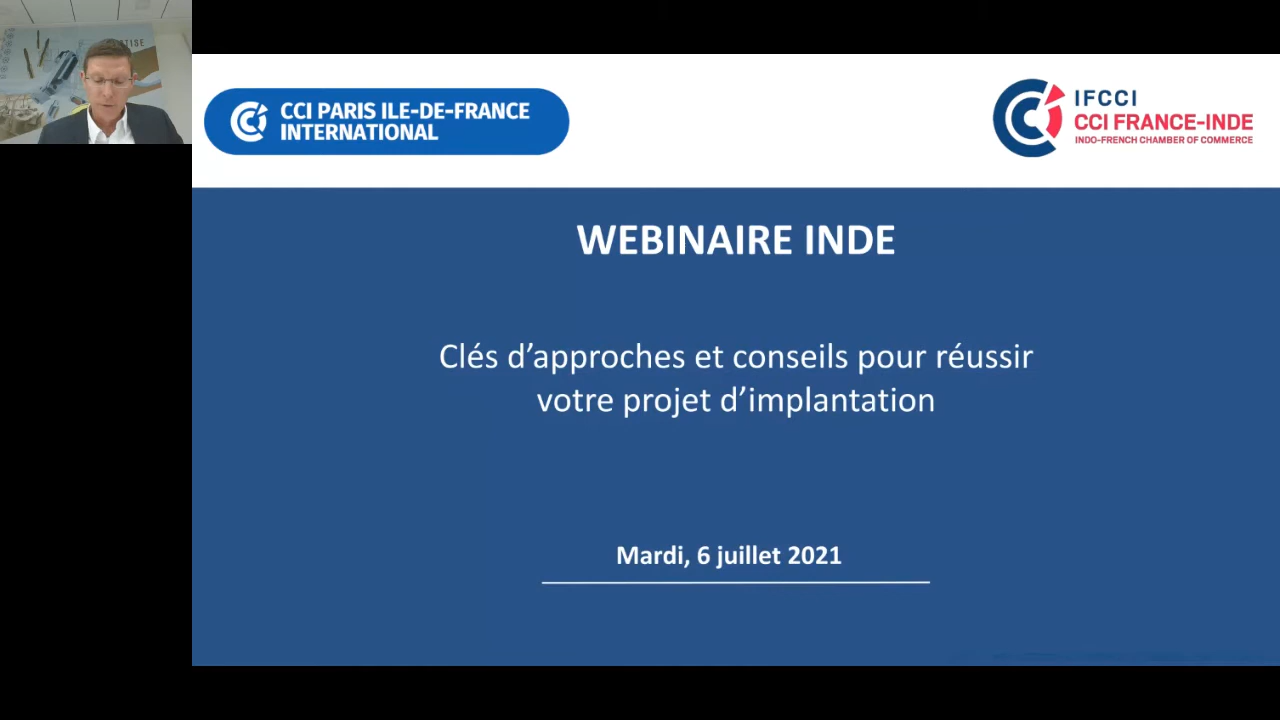 CCI PARIS ILE-DE-FRANCE
INTERNATIONAL
IFCCI
CCI FRANCE-INDE
INDO-FRENCH CHAMBER OF COMMERCE
WEBINAIRE INDE
Clés d’approches et conseils pour réussir
votre projet d’implantation
Mardi, 6 juillet 2021